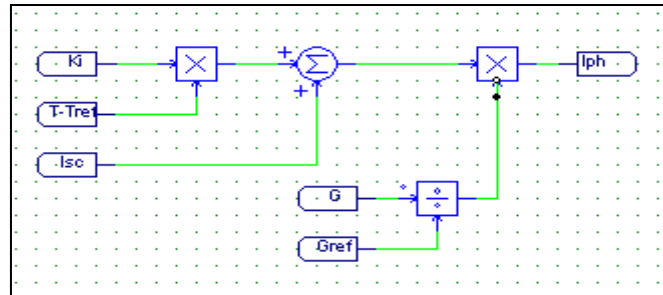 Ki
Iph
T-Tref
Isc
G
Gref